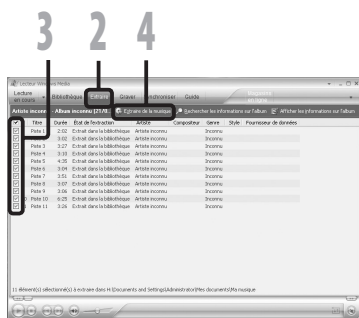 3 2 4
Lecteur Windows Media
Lecture en cours Bibliothèque Extraire Graver Synchroniser Guide Magasins en ligne
Artiste inconnu - Album inconnu Extraire de la musique Rechercher les informations sur l'album Afficher les informations sur l'album
Titre Durée État de l'extraction Artiste Compositeur Genre Style Fournisseur de données
Piste 1 2:02 Extrait dans la bibliothèque Artiste inconnu Inconnu
3:02 Extrait dans la bibliothèque Artiste inconnu Inconnu
Piste 3 3:27 Extrait dans la bibliothèque Artiste inconnu Inconnu
Piste 4 3:10 Extrait dans la bibliothèque Artiste inconnu Inconnu
Piste 5 4:35 Extrait dans la bibliothèque Artiste inconnu Inconnu
Piste 6 3:04 Extrait dans la bibliothèque Artiste inconnu Inconnu
Piste 7 3:51 Extrait dans la bibliothèque Artiste inconnu Inconnu
Piste 8 3:07 Extrait dans la bibliothèque Artiste inconnu Inconnu
Piste 9 3:06 Extrait dans la bibliothèque Artiste inconnu Inconnu
Piste 10 6:25 Extrait dans la bibliothèque Artiste inconnu Inconnu
Piste 11 3:26 Extrait dans la bibliothèque Artiste inconnu Inconnu
11 élément(s) sélectionné(s) à extraire dans H:\Documents and Settings\Administrator\Mes documents\Ma musique